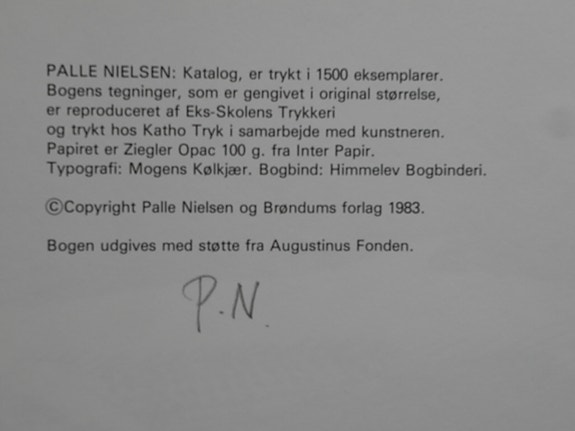 PALLE NIELSEN: Katalog, er trykt i 1500 eksemplarer.
Bogens tegninger, som er gengivet i original størrelse,
er reproduceret af Eks-Skolens Trykkeri
og trykt hos Katho Tryk i samarbejde med kunstneren.
Papiret er Ziegler Opac 100 g. fra Inter Papir.
Typografi: Mogens Kølkjær. Bogbind: Himmelev Bogbinderi.
©Copyright Palle Nielsen og Brøndums forlag 1983.
Bogen udgives med støtte fra Augustinus Fonden.
P.N.